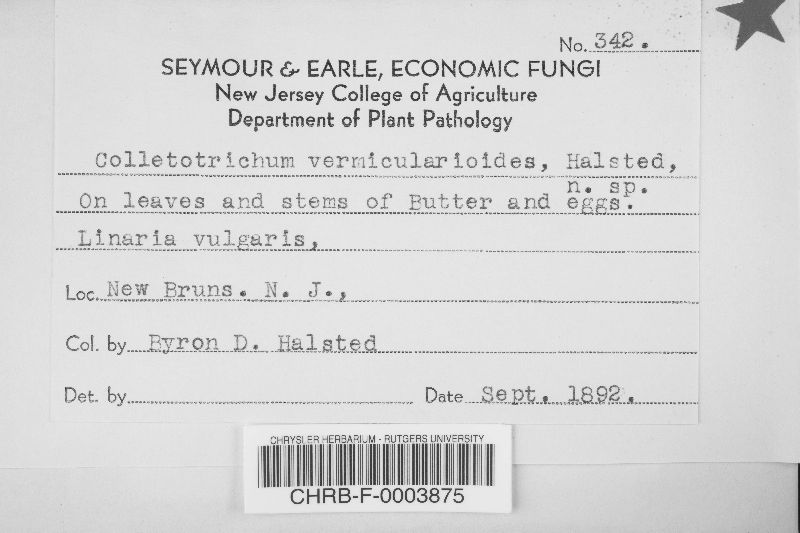 No. 342.
SEYMOUR & EARLE, ECONOMIC FUNGI
New Jersey College of Agriculture
Department of Plant Pathology
Colletotrichum vermicularioides, Halsted,
n. sp.
On leaves and stems of Butter and eggs.
Linaria vulgaris,
Loc. New Bruns. N. J.,
Col. by Byron D. Halsted
Det. by
Date Sept. 1892.
CHRYSLER HERBARIUM - RUTGERS UNIVERSITY
CHRB-F-0003875